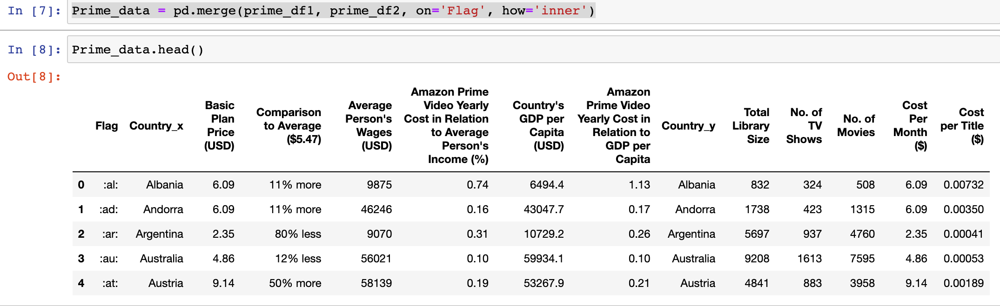 In [7]: Prime_data = pd.merge(prime_df1, prime_df2, on='Flag', how='inner')
In [8]: Prime_data.head()
Out[8]:
Flag Country_x Basic Plan Price (USD) Comparison to Average ($5.47) Average Person's Wages (USD) Amazon Prime Video Yearly Cost in Relation to Average Person's Income (%) Country's GDP per Capita (USD) Amazon Prime Video Yearly Cost in Relation to GDP per Capita Country_y Total Library Size No. of TV Shows No. of Movies Cost Per Month ($) Cost per Title ($)
0 :al: Albania 6.09 11% more 9875 0.74 6494.4 1.13 Albania 832 324 508 6.09 0.00732
1 :ad: Andorra 6.09 11% more 46246 0.16 43047.7 0.17 Andorra 1738 423 1315 6.09 0.00350
2 :ar: Argentina 2.35 80% less 9070 0.31 10729.2 0.26 Argentina 5697 937 4760 2.35 0.00041
3 :au: Australia 4.86 12% less 56021 0.10 59934.1 0.10 Australia 9208 1613 7595 4.86 0.00053
4 :at: Austria 9.14 50% more 58139 0.19 53267.9 0.21 Austria 4841 883 3958 9.14 0.00189